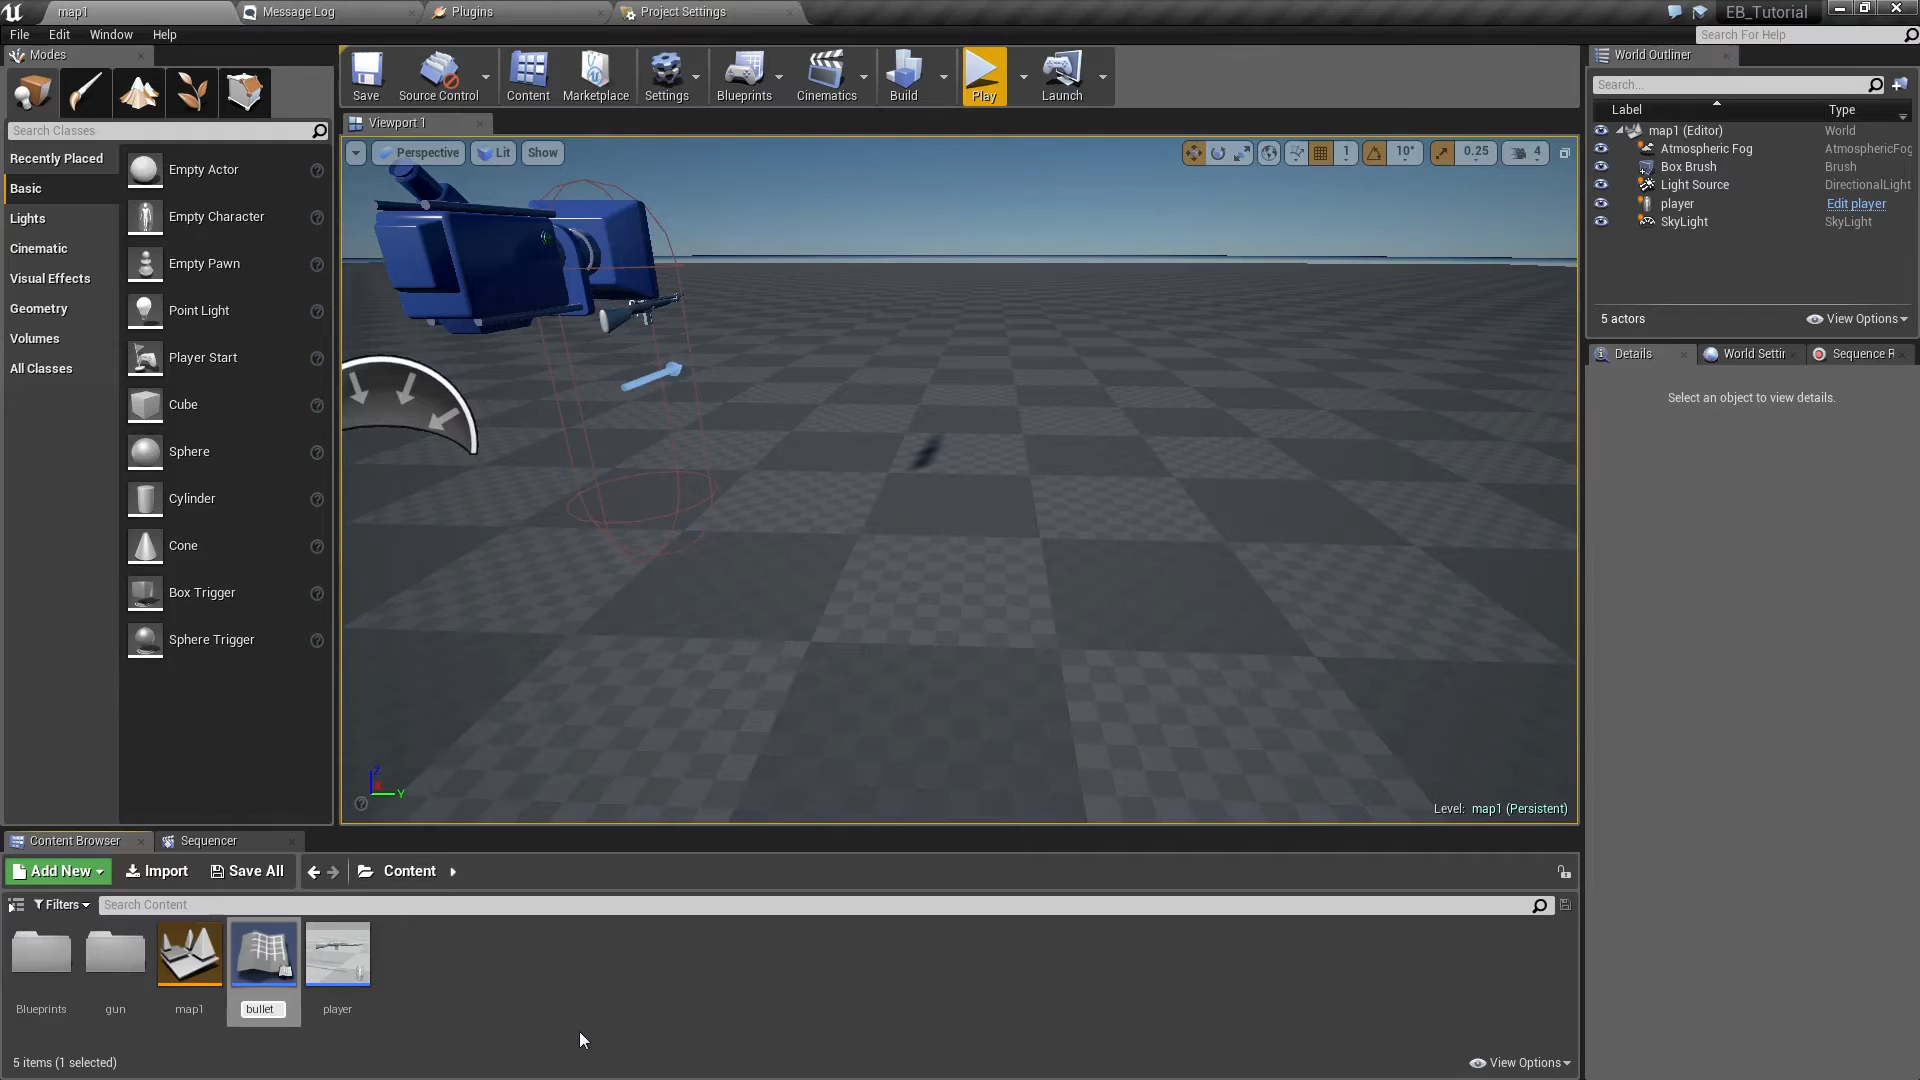 map1
Message Log
Plugins
Project Settings
EB_Tutorial
File Edit Window Help
Search For Help
Modes
Search Classes
Recently Placed
Basic
Lights
Cinematic
Visual Effects
Geometry
Volumes
All Classes
Empty Actor
Empty Character
Empty Pawn
Point Light
Player Start
Cube
Sphere
Cylinder
Cone
Box Trigger
Sphere Trigger
Save
Source Control
Content
Marketplace
Settings
Blueprints
Cinematics
Build
Play
Launch
Viewport 1
Perspective
Lit
Show
1
10°
0.25
4
Z
Y
Level: map1 (Persistent)
World Outliner
Search...
Label Type
map1 (Editor) World
Atmospheric Fog AtmosphericFog
Box Brush Brush
Light Source DirectionalLight
player Edit player
SkyLight SkyLight
5 actors
View Options
Details
World Settin
Sequence R
Select an object to view details.
Content Browser
Sequencer
Add New
Import
Save All
Content
Filters
Search Content
Blueprints
gun
map1
bullet
player
5 items (1 selected)
View Options